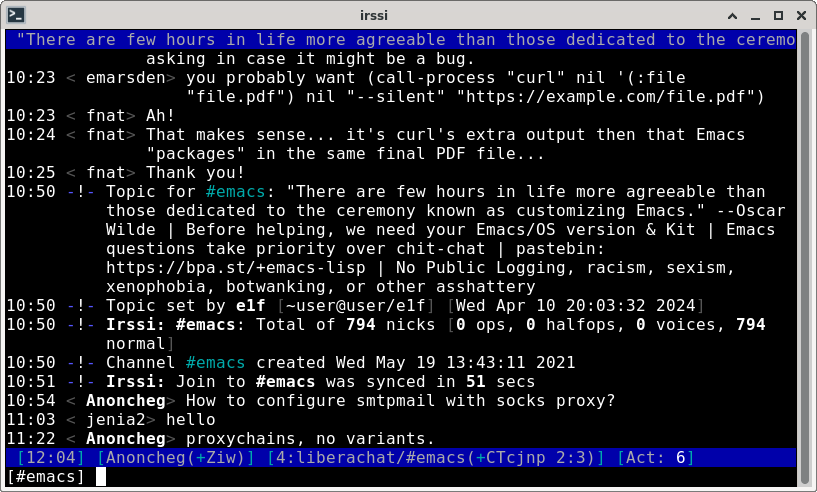 irssi
"There are few hours in life more agreeable than those dedicated to the ceremo
asking in case it might be a bug.
10:23 < emarsden> you probably want (call-process "curl" nil '(:file
"file.pdf") nil "--silent" "https://example.com/file.pdf")
10:23 < fnat> Ah!
10:24 < fnat> That makes sense... it's curl's extra output then that Emacs
"packages" in the same final PDF file...
10:25 < fnat> Thank you!
10:50 -!- Topic for #emacs: "There are few hours in life more agreeable than
those dedicated to the ceremony known as customizing Emacs." --Oscar
Wilde | Before helping, we need your Emacs/OS version & Kit | Emacs
questions take priority over chit-chat | pastebin:
https://bpa.st/+emacs-lisp | No Public Logging, racism, sexism,
xenophobia, botwanking, or other asshattery
10:50 -!- Topic set by e1f [~user@user/e1f] [Wed Apr 10 20:03:32 2024]
10:50 -!- Irssi: #emacs: Total of 794 nicks [0 ops, 0 halfops, 0 voices, 794
normal]
10:50 -!- Channel #emacs created Wed May 19 13:43:11 2021
10:51 -!- Irssi: Join to #emacs was synced in 51 secs
10:54 < Anoncheg> How to configure smtpmail with socks proxy?
11:03 < jenia2> hello
11:22 < Anoncheg> proxychains, no variants.
[12:04] [Anoncheg(+Ziw)] [4:liberachat/#emacs(+CTcjnp 2:3)] [Act: 6]
[#emacs]